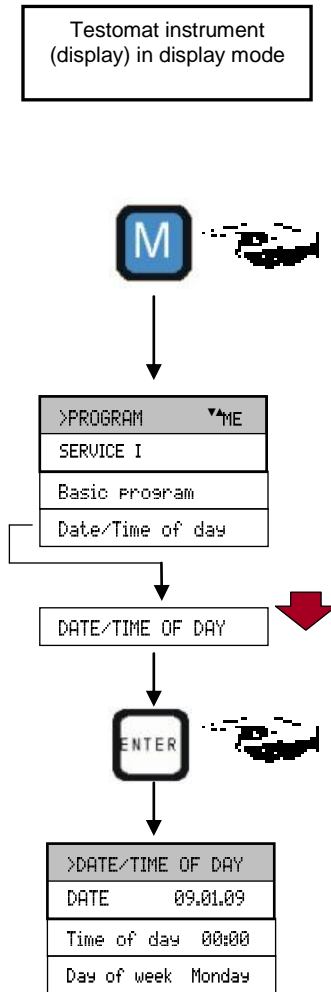 Testomat instrument
(display) in display mode
M
>PROGRAM ▼▲ME
SERVICE I
Basic program
Date/Time of day
DATE/TIME OF DAY
ENTER
>DATE/TIME OF DAY
DATE 09.01.09
Time of day 00:00
Day of week Monday